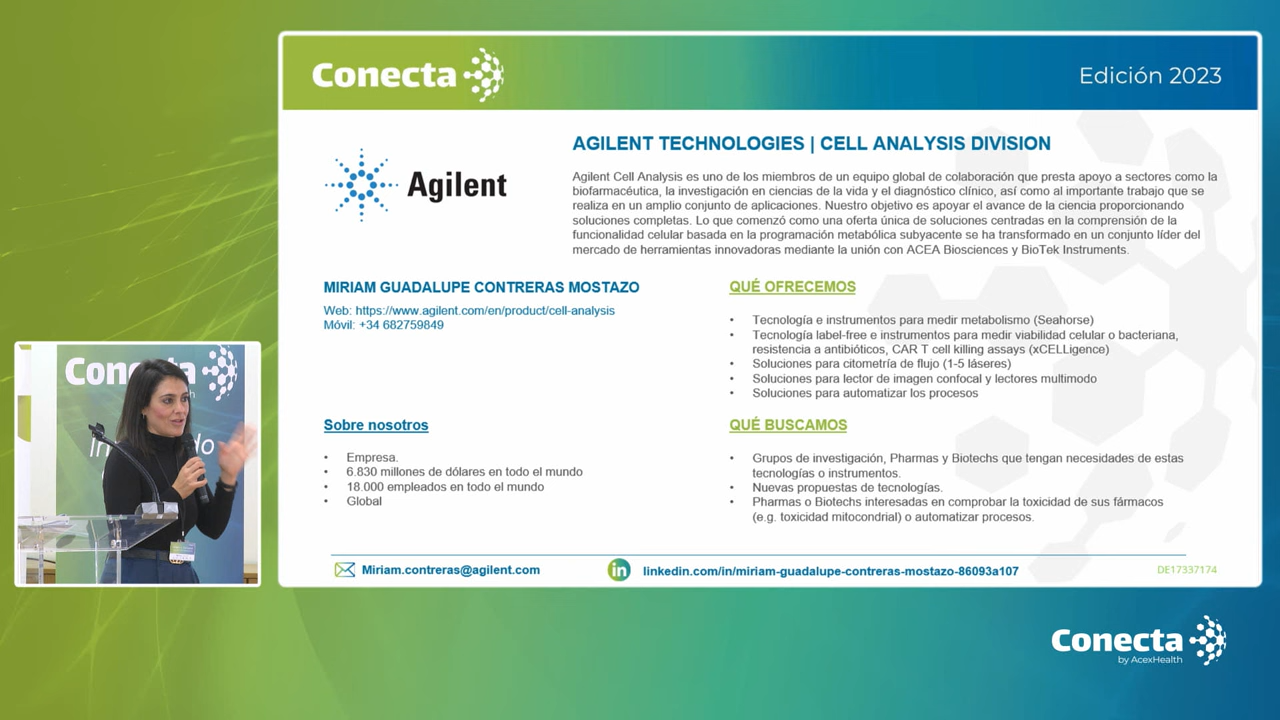 Conecta
Edición 2023
Agilent
AGILENT TECHNOLOGIES | CELL ANALYSIS DIVISION
Agilent Cell Analysis es uno de los miembros de un equipo global de colaboración que presta apoyo a sectores como la
biofarmacéutica, la investigación en ciencias de la vida y el diagnóstico clínico, así como al importante trabajo que se
realiza en un amplio conjunto de aplicaciones. Nuestro objetivo es apoyar el avance de la ciencia proporcionando
soluciones completas. Lo que comenzó como una oferta única de soluciones centradas en la comprensión de la
funcionalidad celular basada en la programación metabólica subyacente se ha transformado en un conjunto líder del
mercado de herramientas innovadoras mediante la unión con ACEA Biosciences y BioTek Instruments.
MIRIAM GUADALUPE CONTRERAS MOSTAZO
Web: https://www.agilent.com/en/product/cell-analysis
Móvil: +34 682759849
QUÉ OFRECEMOS
• Tecnología e instrumentos para medir metabolismo (Seahorse)
• Tecnología label-free e instrumentos para medir viabilidad celular o bacteriana,
resistencia a antibióticos, CAR T cell killing assays (xCELLigence)
• Soluciones para citometría de flujo (1-5 láseres)
• Soluciones para lector de imagen confocal y lectores multimodo
• Soluciones para automatizar los procesos
Sobre nosotros
• Empresa.
• 6.830 millones de dólares en todo el mundo
• 18.000 empleados en todo el mundo
• Global
QUÉ BUSCAMOS
• Grupos de investigación, Pharmas y Biotechs que tengan necesidades de estas
tecnologías o instrumentos.
• Nuevas propuestas de tecnologías.
• Pharmas o Biotechs interesadas en comprobar la toxicidad de sus fármacos
(e.g. toxicidad mitocondrial) o automatizar procesos.
Miriam.contreras@agilent.com
in
linkedin.com/in/miriam-guadalupe-contreras-mostazo-86093a107
DE17337174
Conecta
Conecta
by AcexHealth